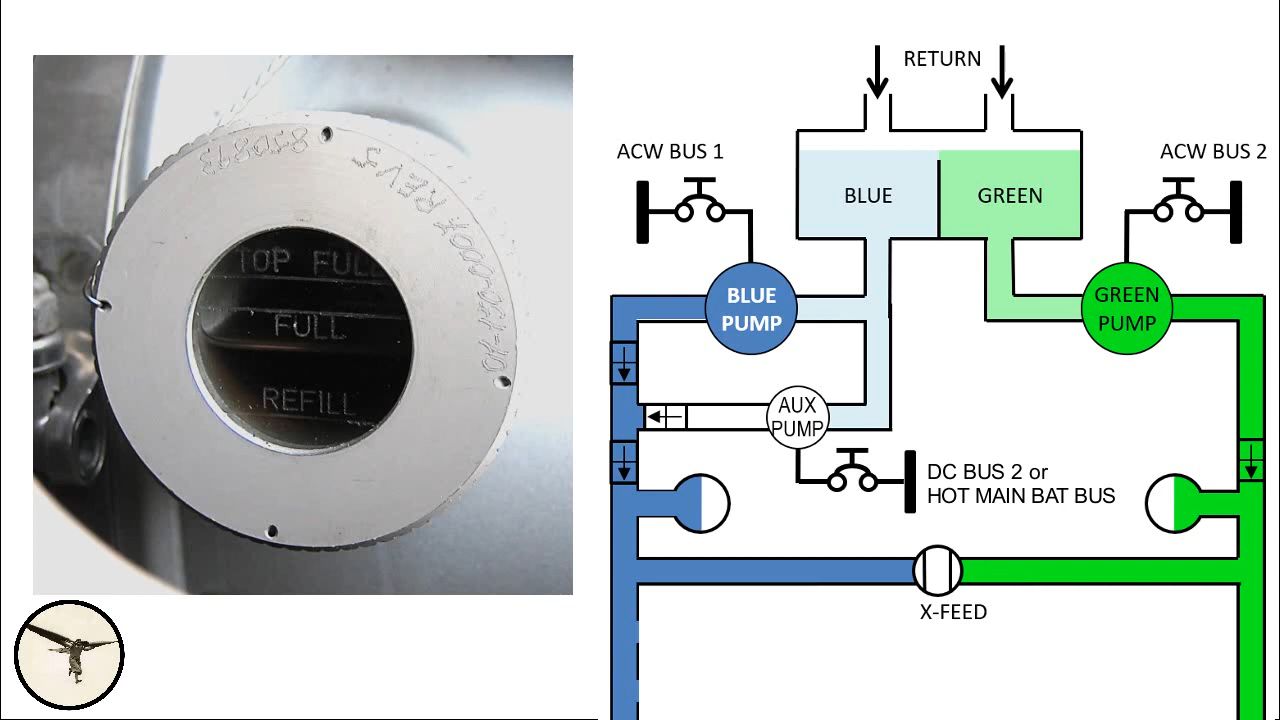 TOP FULL
FULL
REFILL
RETURN
ACW BUS 1
ACW BUS 2
BLUE
GREEN
BLUE
PUMP
GREEN
PUMP
AUX
PUMP
DC BUS 2 or
HOT MAIN BAT BUS
X-FEED